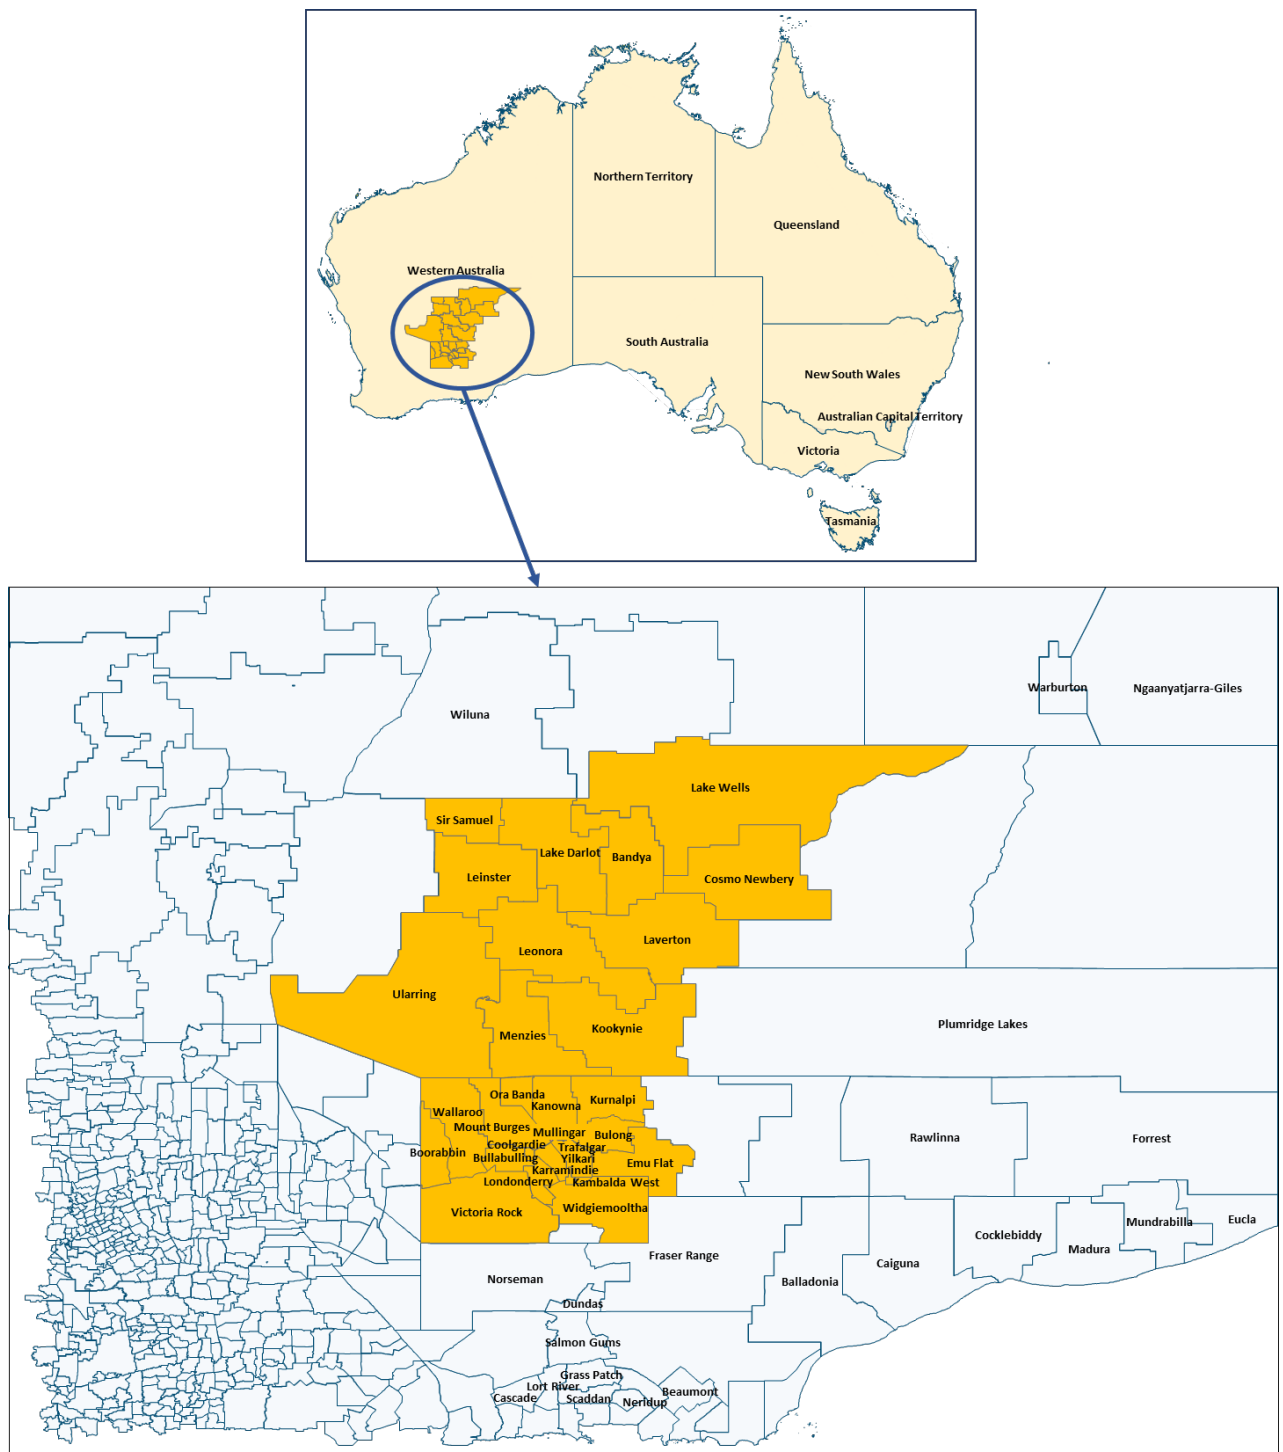 Northern Territory
Queensland
Western Australia
South Australia
New South Wales
Australian Capital Territory
Victoria
Tasmania
Warburton
Ngaanyatjarra-Giles
Wiluna
Lake Wells
Sir Samuel
Lake Darlot
Bandya
Leinster
Cosmo Newbery
Laverton
Leonora
Ularring
Plumridge Lakes
Kookynie
Menzies
Ora Banda
Kurnalpi
Kanowna
Wallaroo
Mount Burges
Mullingar
Bulong
Rawlinna
Forrest
Coolgardie
Trafalgar
Boorabbin
Bullabulling
Yilkari
Emu Flat
Karramindie
Londonderry
Kambalda West
Victoria Rock
Widgiemooltha
Mundrabilla
Eucla
Cocklebiddy
Madura
Fraser Range
Caiguna
Norseman
Balladonia
Dundas
Salmon Gums
Grass Patch
Lort River
Beaumont
Cascade
Scaddan
Neridup